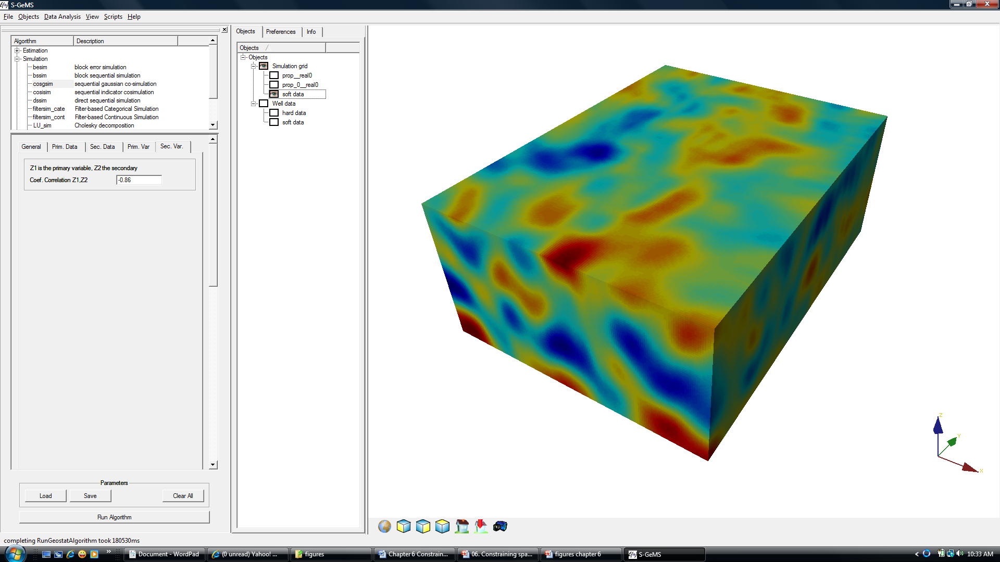 S-GeMS
File Objects Data Analysis View Scripts Help
Algorithm Description
Estimation
Simulation
besim block error simulation
bssim block sequential simulation
cosgsim sequential gaussian co-simulation
cosisim sequential indicator cosimulation
dssim direct sequential simulation
filtersim_cate Filter-based Categorical Simulation
filtersim_cont Filter-based Continuous Simulation
LU_sim Cholesky decomposition
General Prim. Data Sec. Data Prim. Var Sec. Var.
Z1 is the primary variable, Z2 the secondary
Coef. Correlation Z1,Z2 -0.86
Parameters
Load Save Clear All
Run Algorithm
completing RunGeostatAlgorithm took 180530ms
Objects Preferences Info
Objects
Objects
Simulation grid
prop__real0
prop_0__real0
soft data
Well data
hard data
soft data
Z
Y
X
Document - WordPad (0 unread) Yahoo! ... figures Chapter 6 Constrain... 06. Constraining spa... figures chapter 6 S-GeMS 10:33 AM